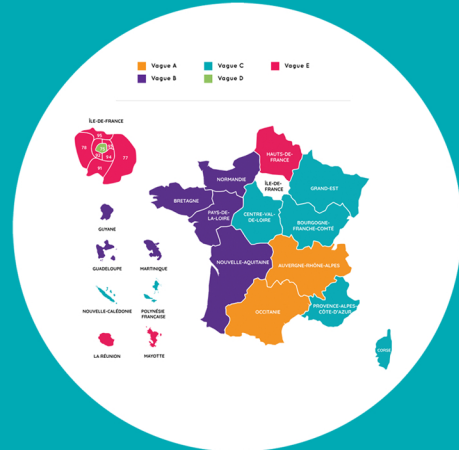 Vague A
Vague C
Vague E
Vague B
Vague D
ÎLE-DE-FRANCE
95
78
75
77
94
91
HAUTS-DE-
FRANCE
NORMANDIE
ÎLE-DE-
FRANCE
GRAND-EST
BRETAGNE
PAYS-DE-
LA-LOIRE
CENTRE-VAL-
DE-LOIRE
BOURGOGNE-
FRANCHE-COMTÉ
GUYANE
NOUVELLE-AQUITAINE
AUVERGNE-RHÔNE-ALPES
GUADELOUPE
MARTINIQUE
NOUVELLE-CALÉDONIE
POLYNÉSIE
FRANÇAISE
OCCITANIE
PROVENCE-ALPES-
CÔTE-D'AZUR
LA-RÉUNION
MAYOTTE
CORSE